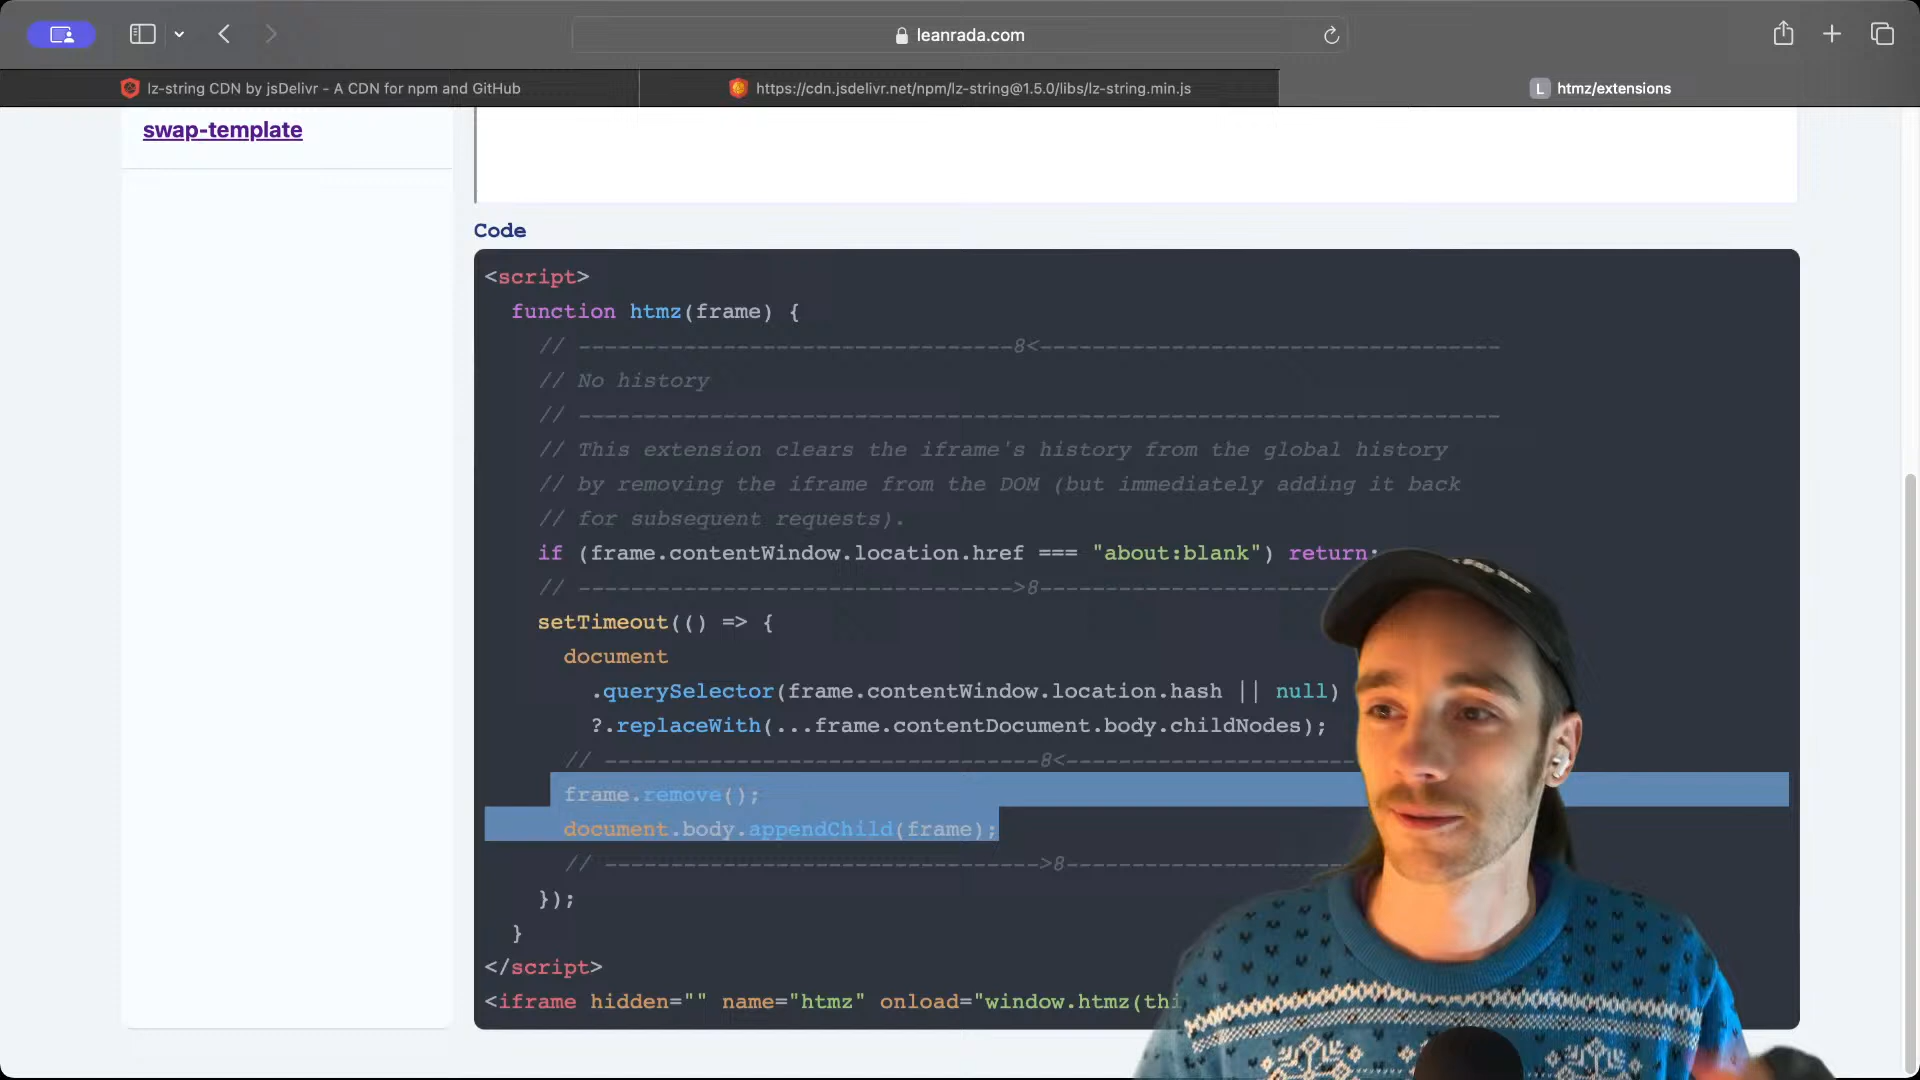 leanrada.com
lz-string CDN by jsDelivr - A CDN for npm and GitHub
https://cdn.jsdelivr.net/npm/lz-string@1.5.0/libs/lz-string.min.js
L htmz/extensions
swap-template
Code
<script>
function htmz(frame) {
// ---------------------------------8<-----------------------------------
// No history
// ----------------------------------------------------------------------
// This extension clears the iframe's history from the global history
// by removing the iframe from the DOM (but immediately adding it back
// for subsequent requests).
if (frame.contentWindow.location.href === "about:blank") return;
// --------------------------------->8-----------------------
setTimeout(() => {
document
.querySelector(frame.contentWindow.location.hash || null)
?.replaceWith(...frame.contentDocument.body.childNodes);
// ---------------------------------8<----------------------
frame.remove();
document.body.appendChild(frame);
// --------------------------------->8---------------------
});
}
</script>
<iframe hidden="" name="htmz" onload="window.htmz(thi